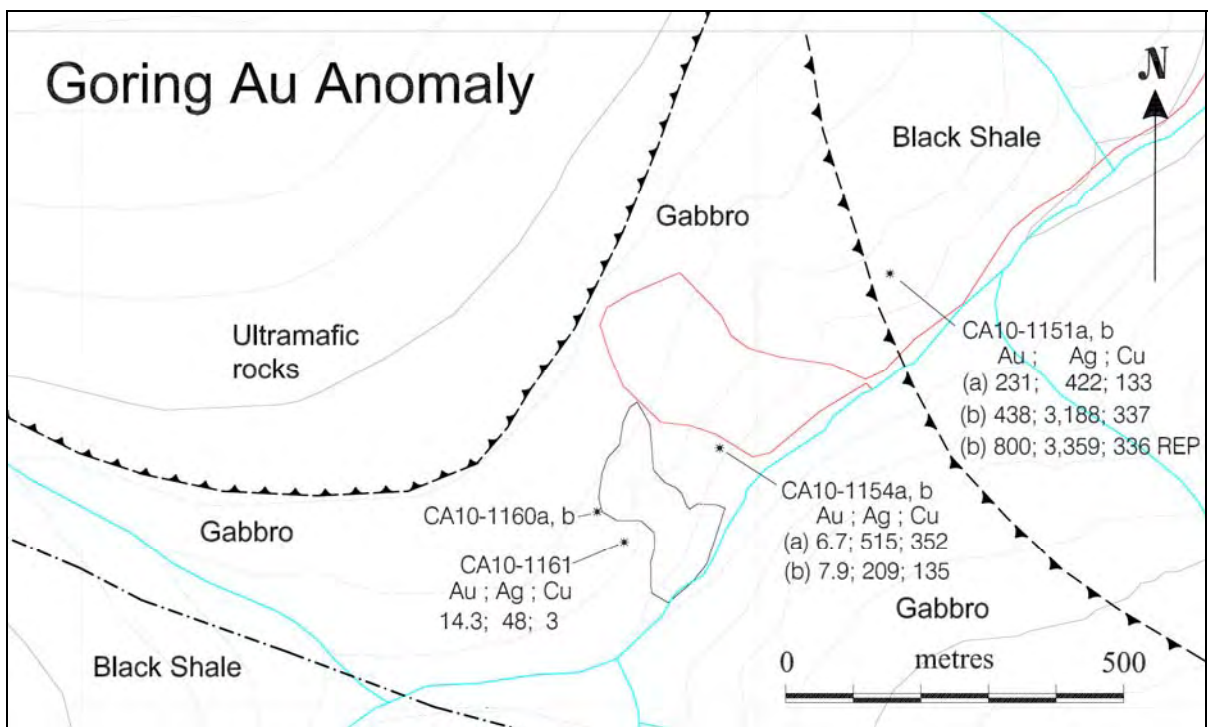 Goring Au Anomaly
N
Black Shale
Gabbro
Ultramafic
rocks
CA10-1151a, b
Au ; Ag ; Cu
(a) 231; 422; 133
(b) 438; 3,188; 337
(b) 800; 3,359; 336 REP
CA10-1154a, b
Au ; Ag ; Cu
(a) 6.7; 515; 352
(b) 7.9; 209; 135
CA10-1160a, b
Gabbro
CA10-1161
Au ; Ag ; Cu
14.3; 48; 3
Gabbro
Black Shale
0 metres 500